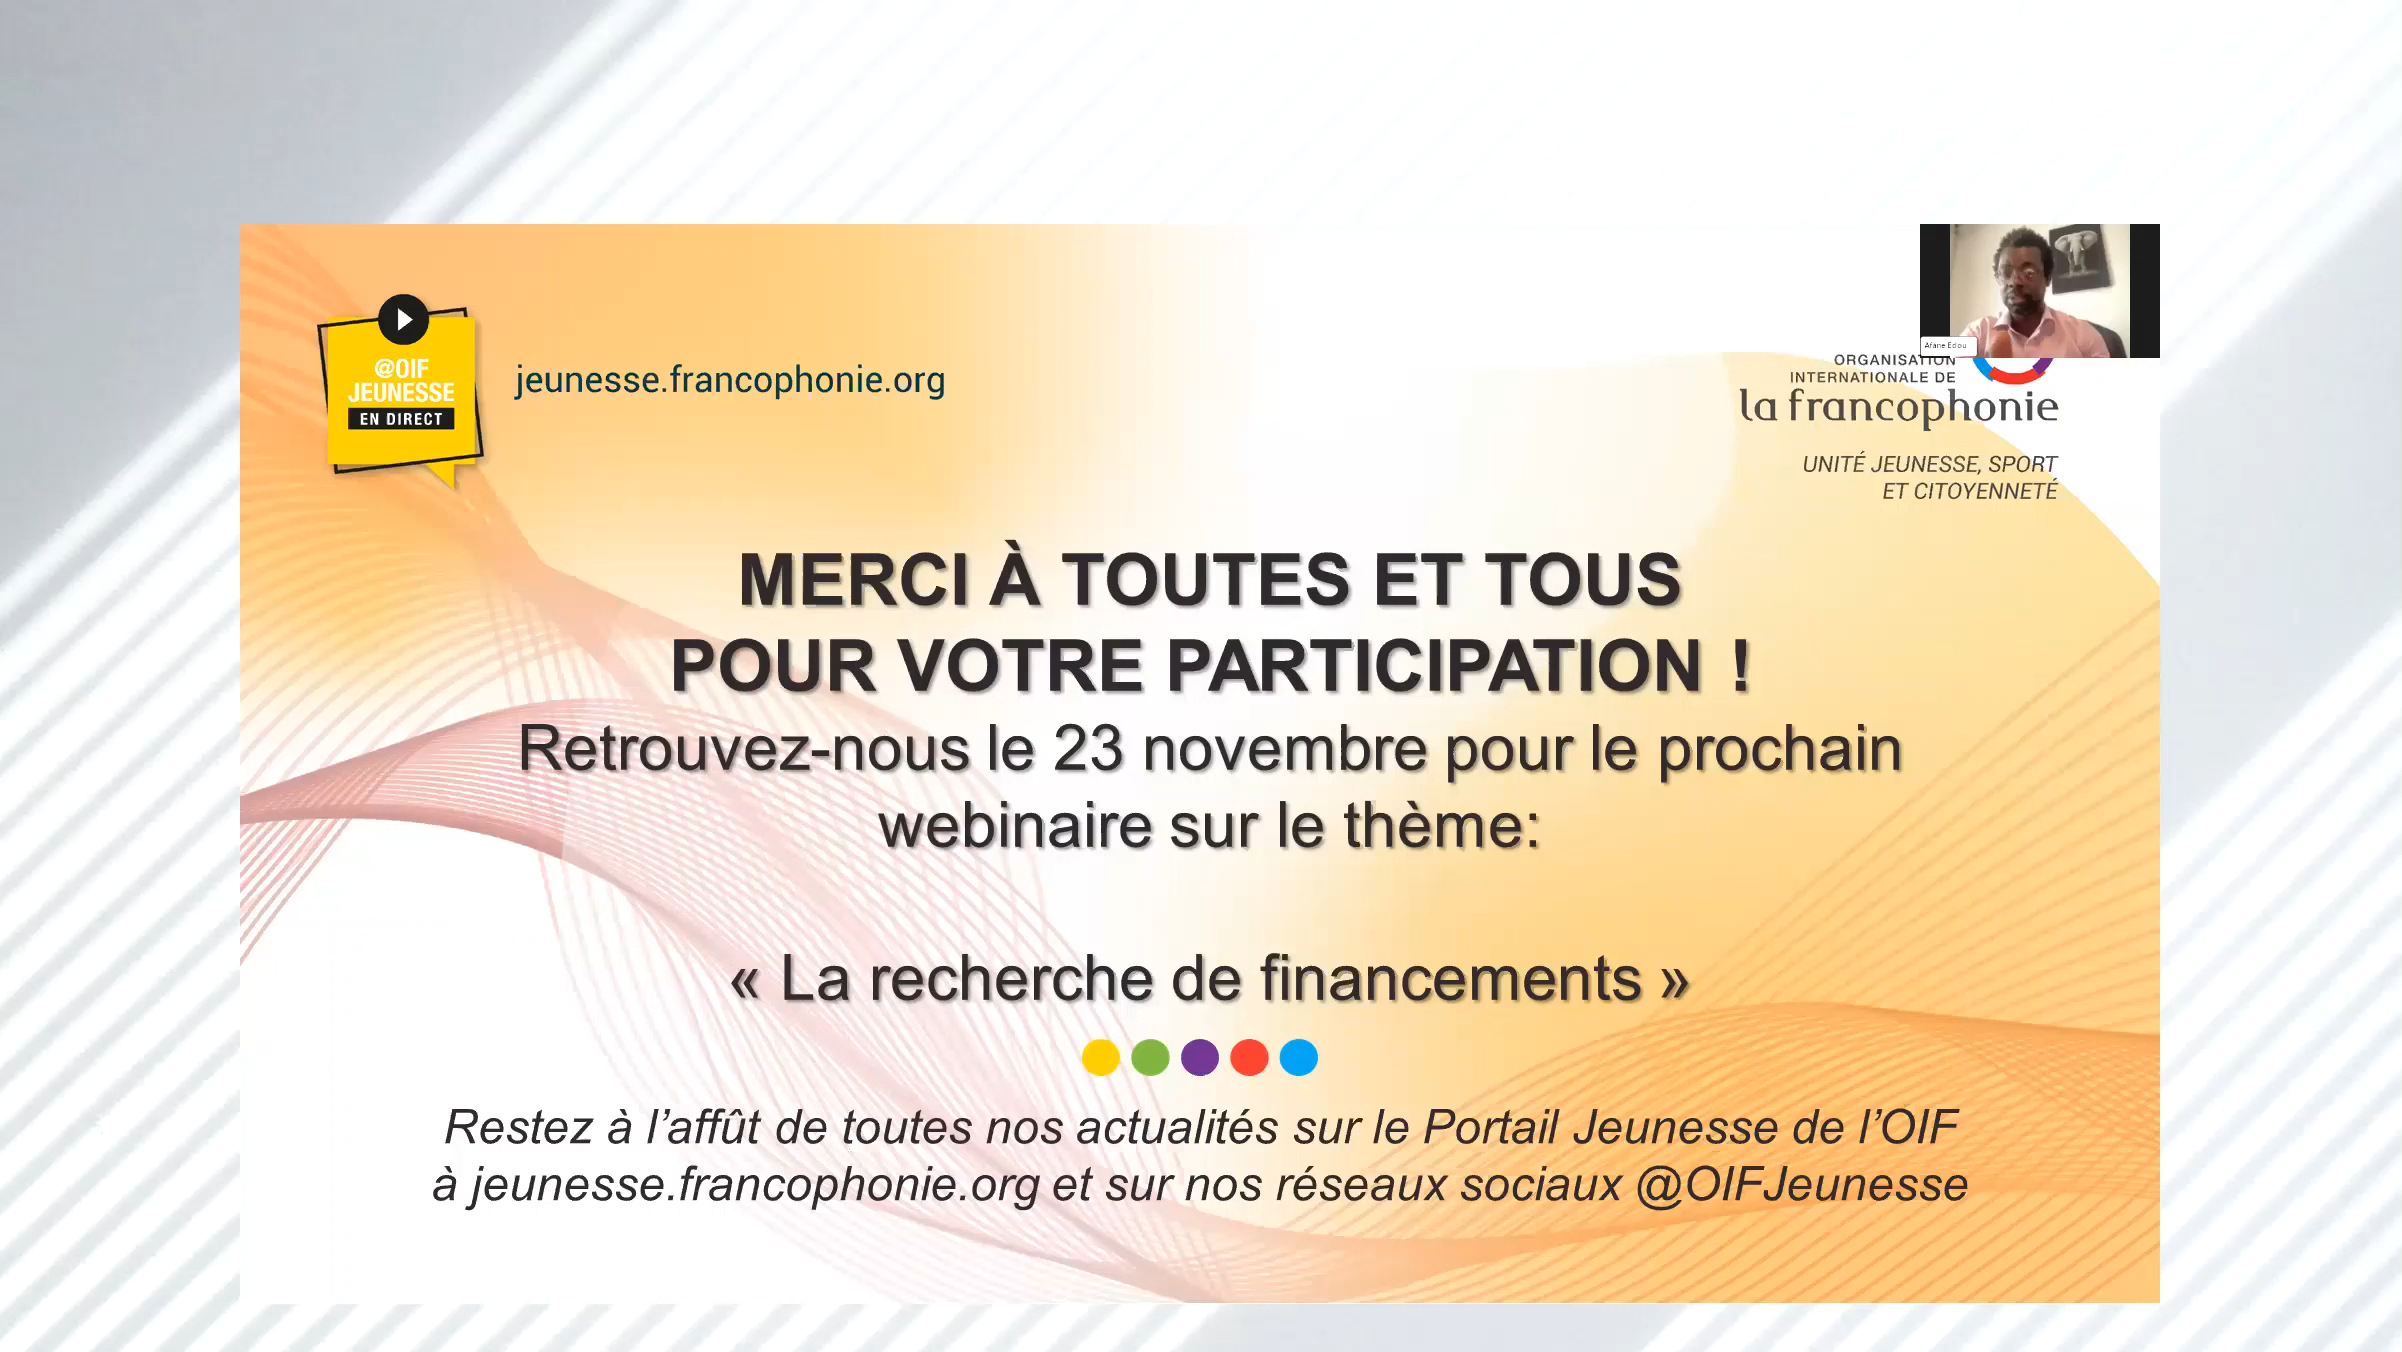 @OIF
JEUNESSE
EN DIRECT
jeunesse.francophonie.org
Afane Edou
ORGANISATION
INTERNATIONALE DE
la francophonie
UNITÉ JEUNESSE, SPORT
ET CITOYENNETÉ
MERCI À TOUTES ET TOUS
POUR VOTRE PARTICIPATION !
Retrouvez-nous le 23 novembre pour le prochain
webinaire sur le thème:
« La recherche de financements »
Restez à l’affût de toutes nos actualités sur le Portail Jeunesse de l’OIF
à jeunesse.francophonie.org et sur nos réseaux sociaux @OIFJeunesse